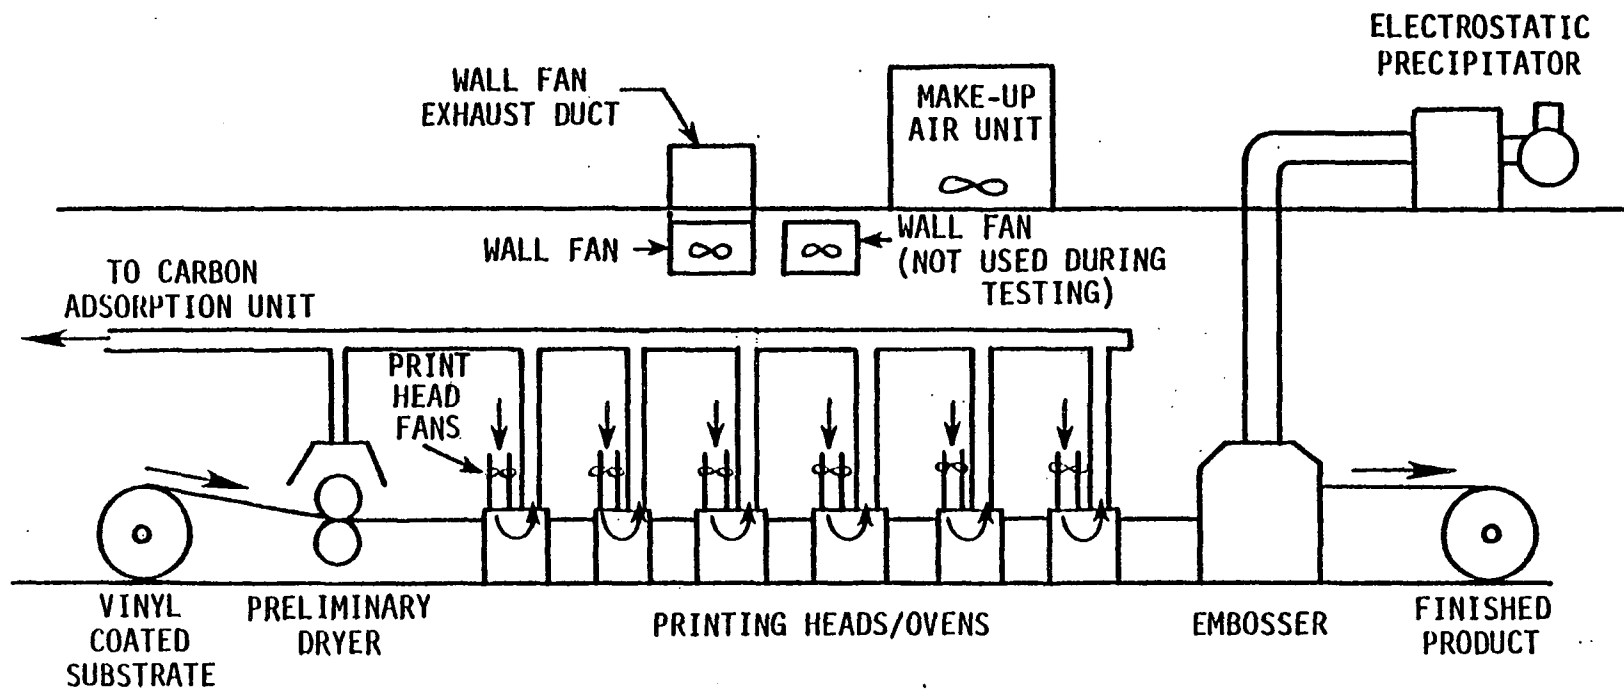 ELECTROSTATIC
PRECIPITATOR
WALL FAN
EXHAUST DUCT
MAKE-UP
AIR UNIT
WALL FAN
WALL FAN
(NOT USED DURING
TESTING)
TO CARBON
ADSORPTION UNIT
PRINT
HEAD
FANS
VINYL
COATED
SUBSTRATE
PRELIMINARY
DRYER
PRINTING HEADS/OVENS
EMBOSSER
FINISHED
PRODUCT